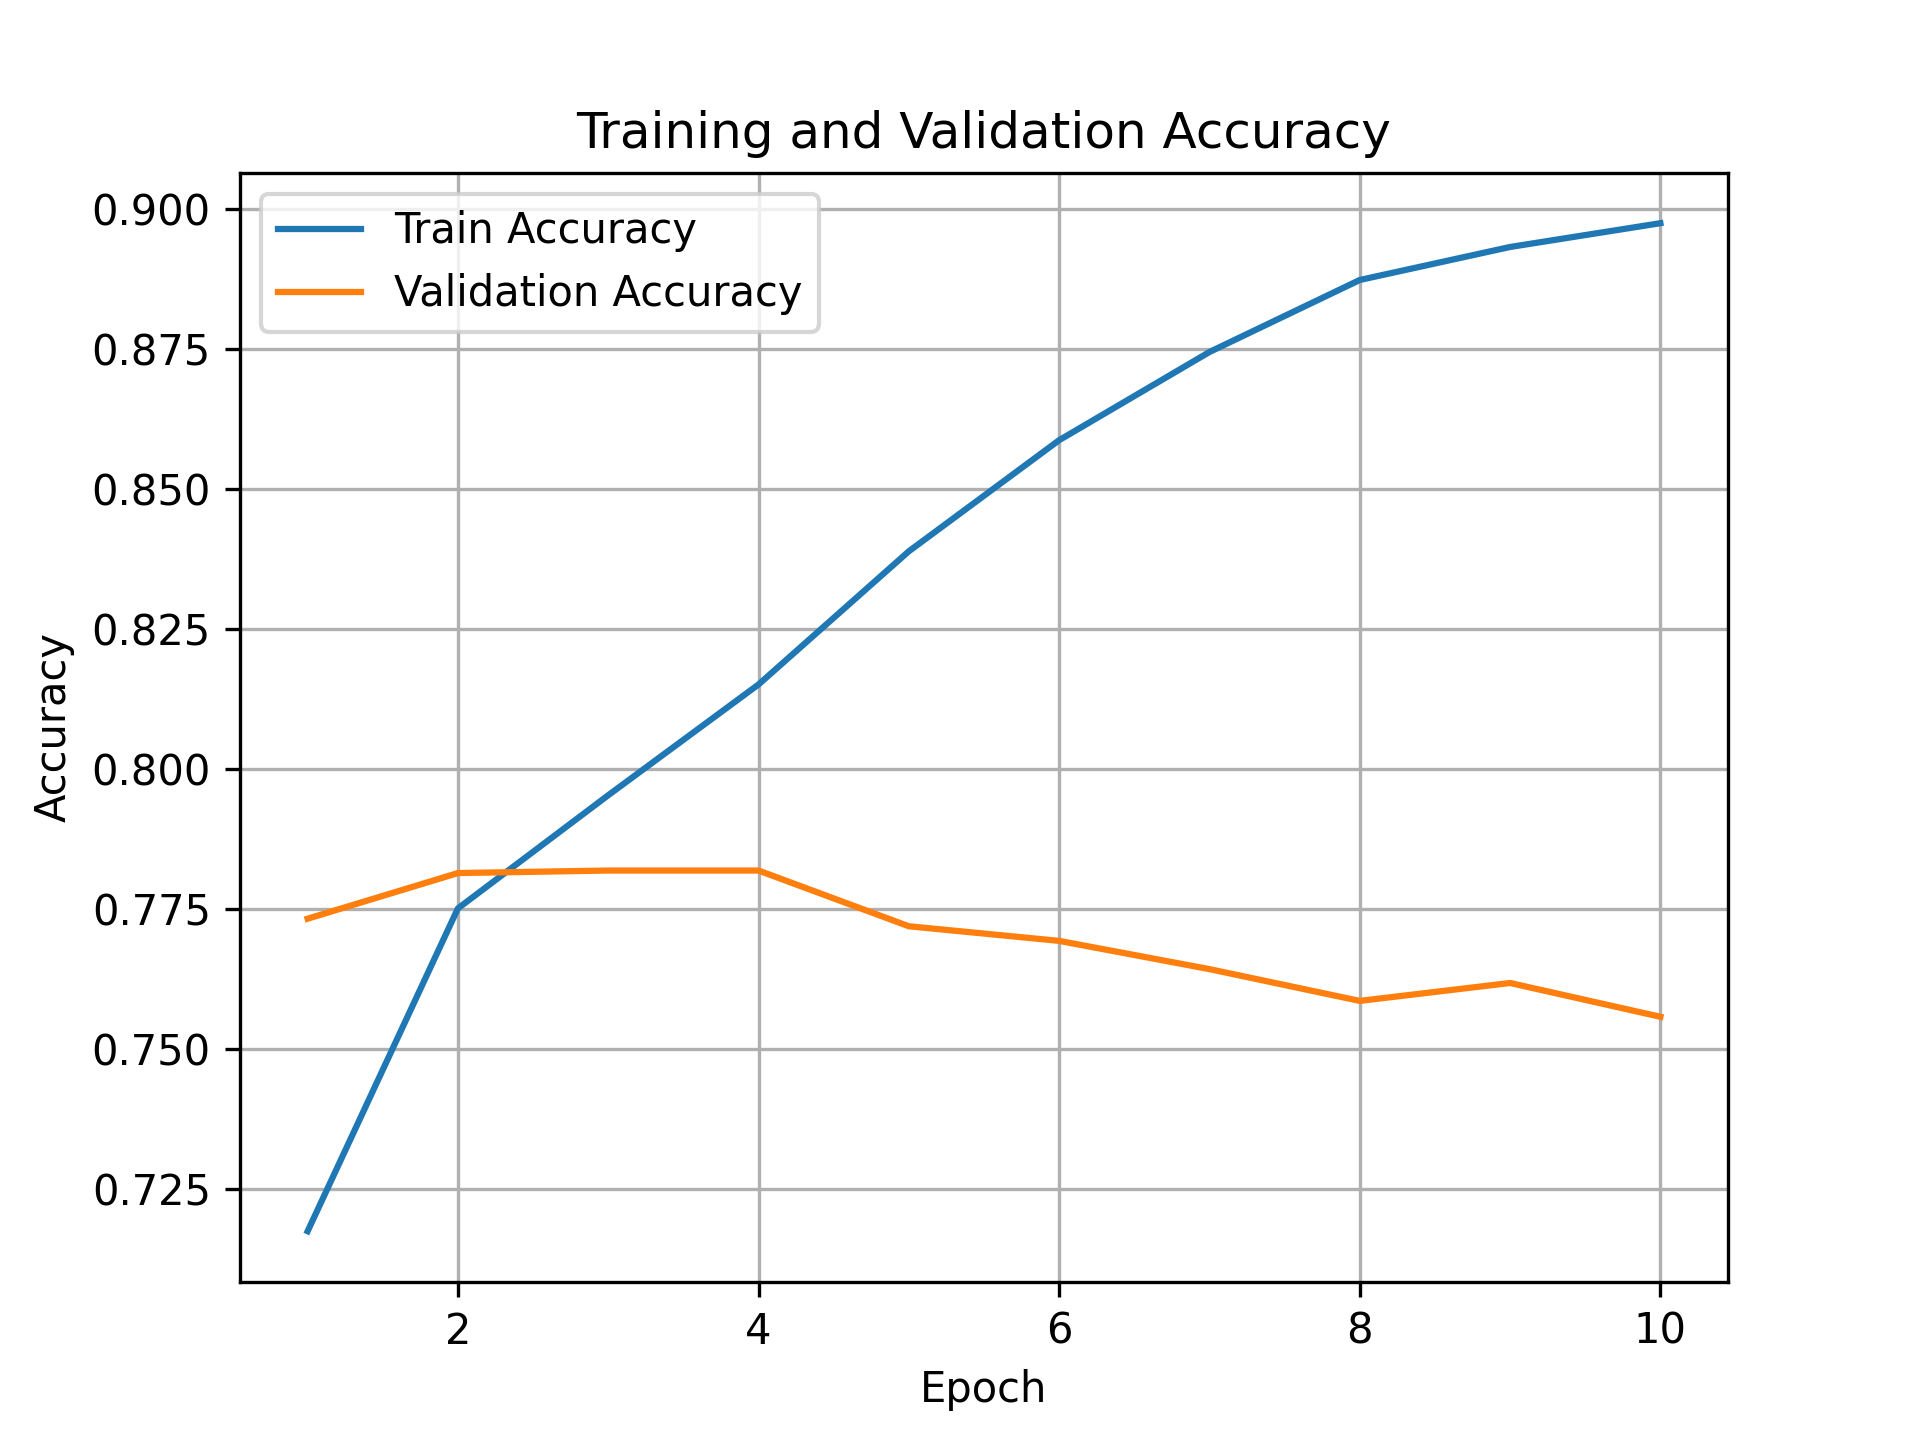 Training and Validation Accuracy
Train Accuracy
Validation Accuracy
0.900
0.875
0.850
0.825
0.800
0.775
0.750
0.725
Accuracy
2 4 6 8 10
Epoch